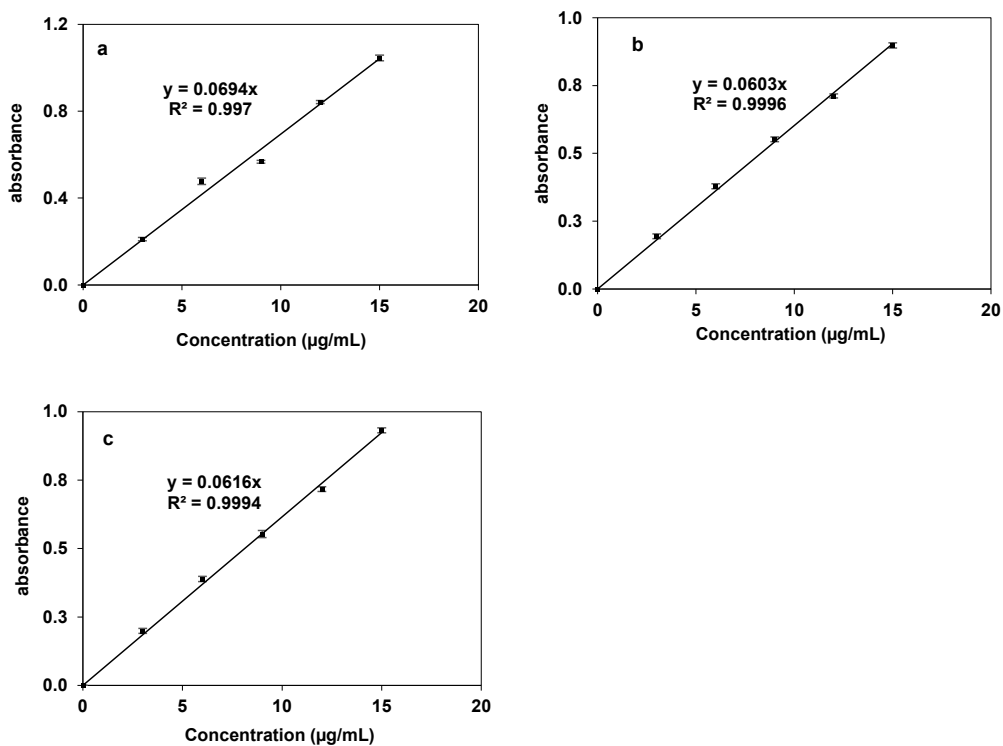 a
y = 0.0694x
R² = 0.997
absorbance
1.2
0.8
0.4
0.0
0 5 10 15 20
Concentration (µg/mL)
b
y = 0.0603x
R² = 0.9996
absorbance
1.0
0.8
0.5
0.3
0.0
0 5 10 15 20
Concentration (µg/mL)
c
y = 0.0616x
R² = 0.9994
absorbance
1.0
0.8
0.5
0.3
0.0
0 5 10 15 20
Concentration (µg/mL)